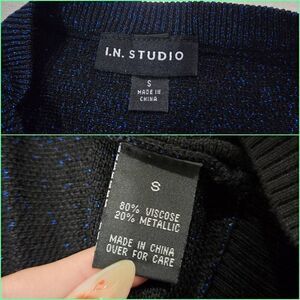 I.N. STUDIO
S
MADE IN
CHINA
S
80% VISCOSE
20% METALLIC
MADE IN CHINA
OVER FOR CARE